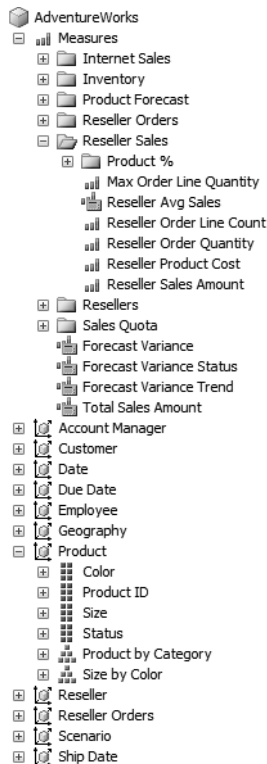 AdventureWorks
Measures
Internet Sales
Inventory
Product Forecast
Reseller Orders
Reseller Sales
Product %
Max Order Line Quantity
Reseller Avg Sales
Reseller Order Line Count
Reseller Order Quantity
Reseller Product Cost
Reseller Sales Amount
Resellers
Sales Quota
Forecast Variance
Forecast Variance Status
Forecast Variance Trend
Total Sales Amount
Account Manager
Customer
Date
Due Date
Employee
Geography
Product
Color
Product ID
Size
Status
Product by Category
Size by Color
Reseller
Reseller Orders
Scenario
Ship Date